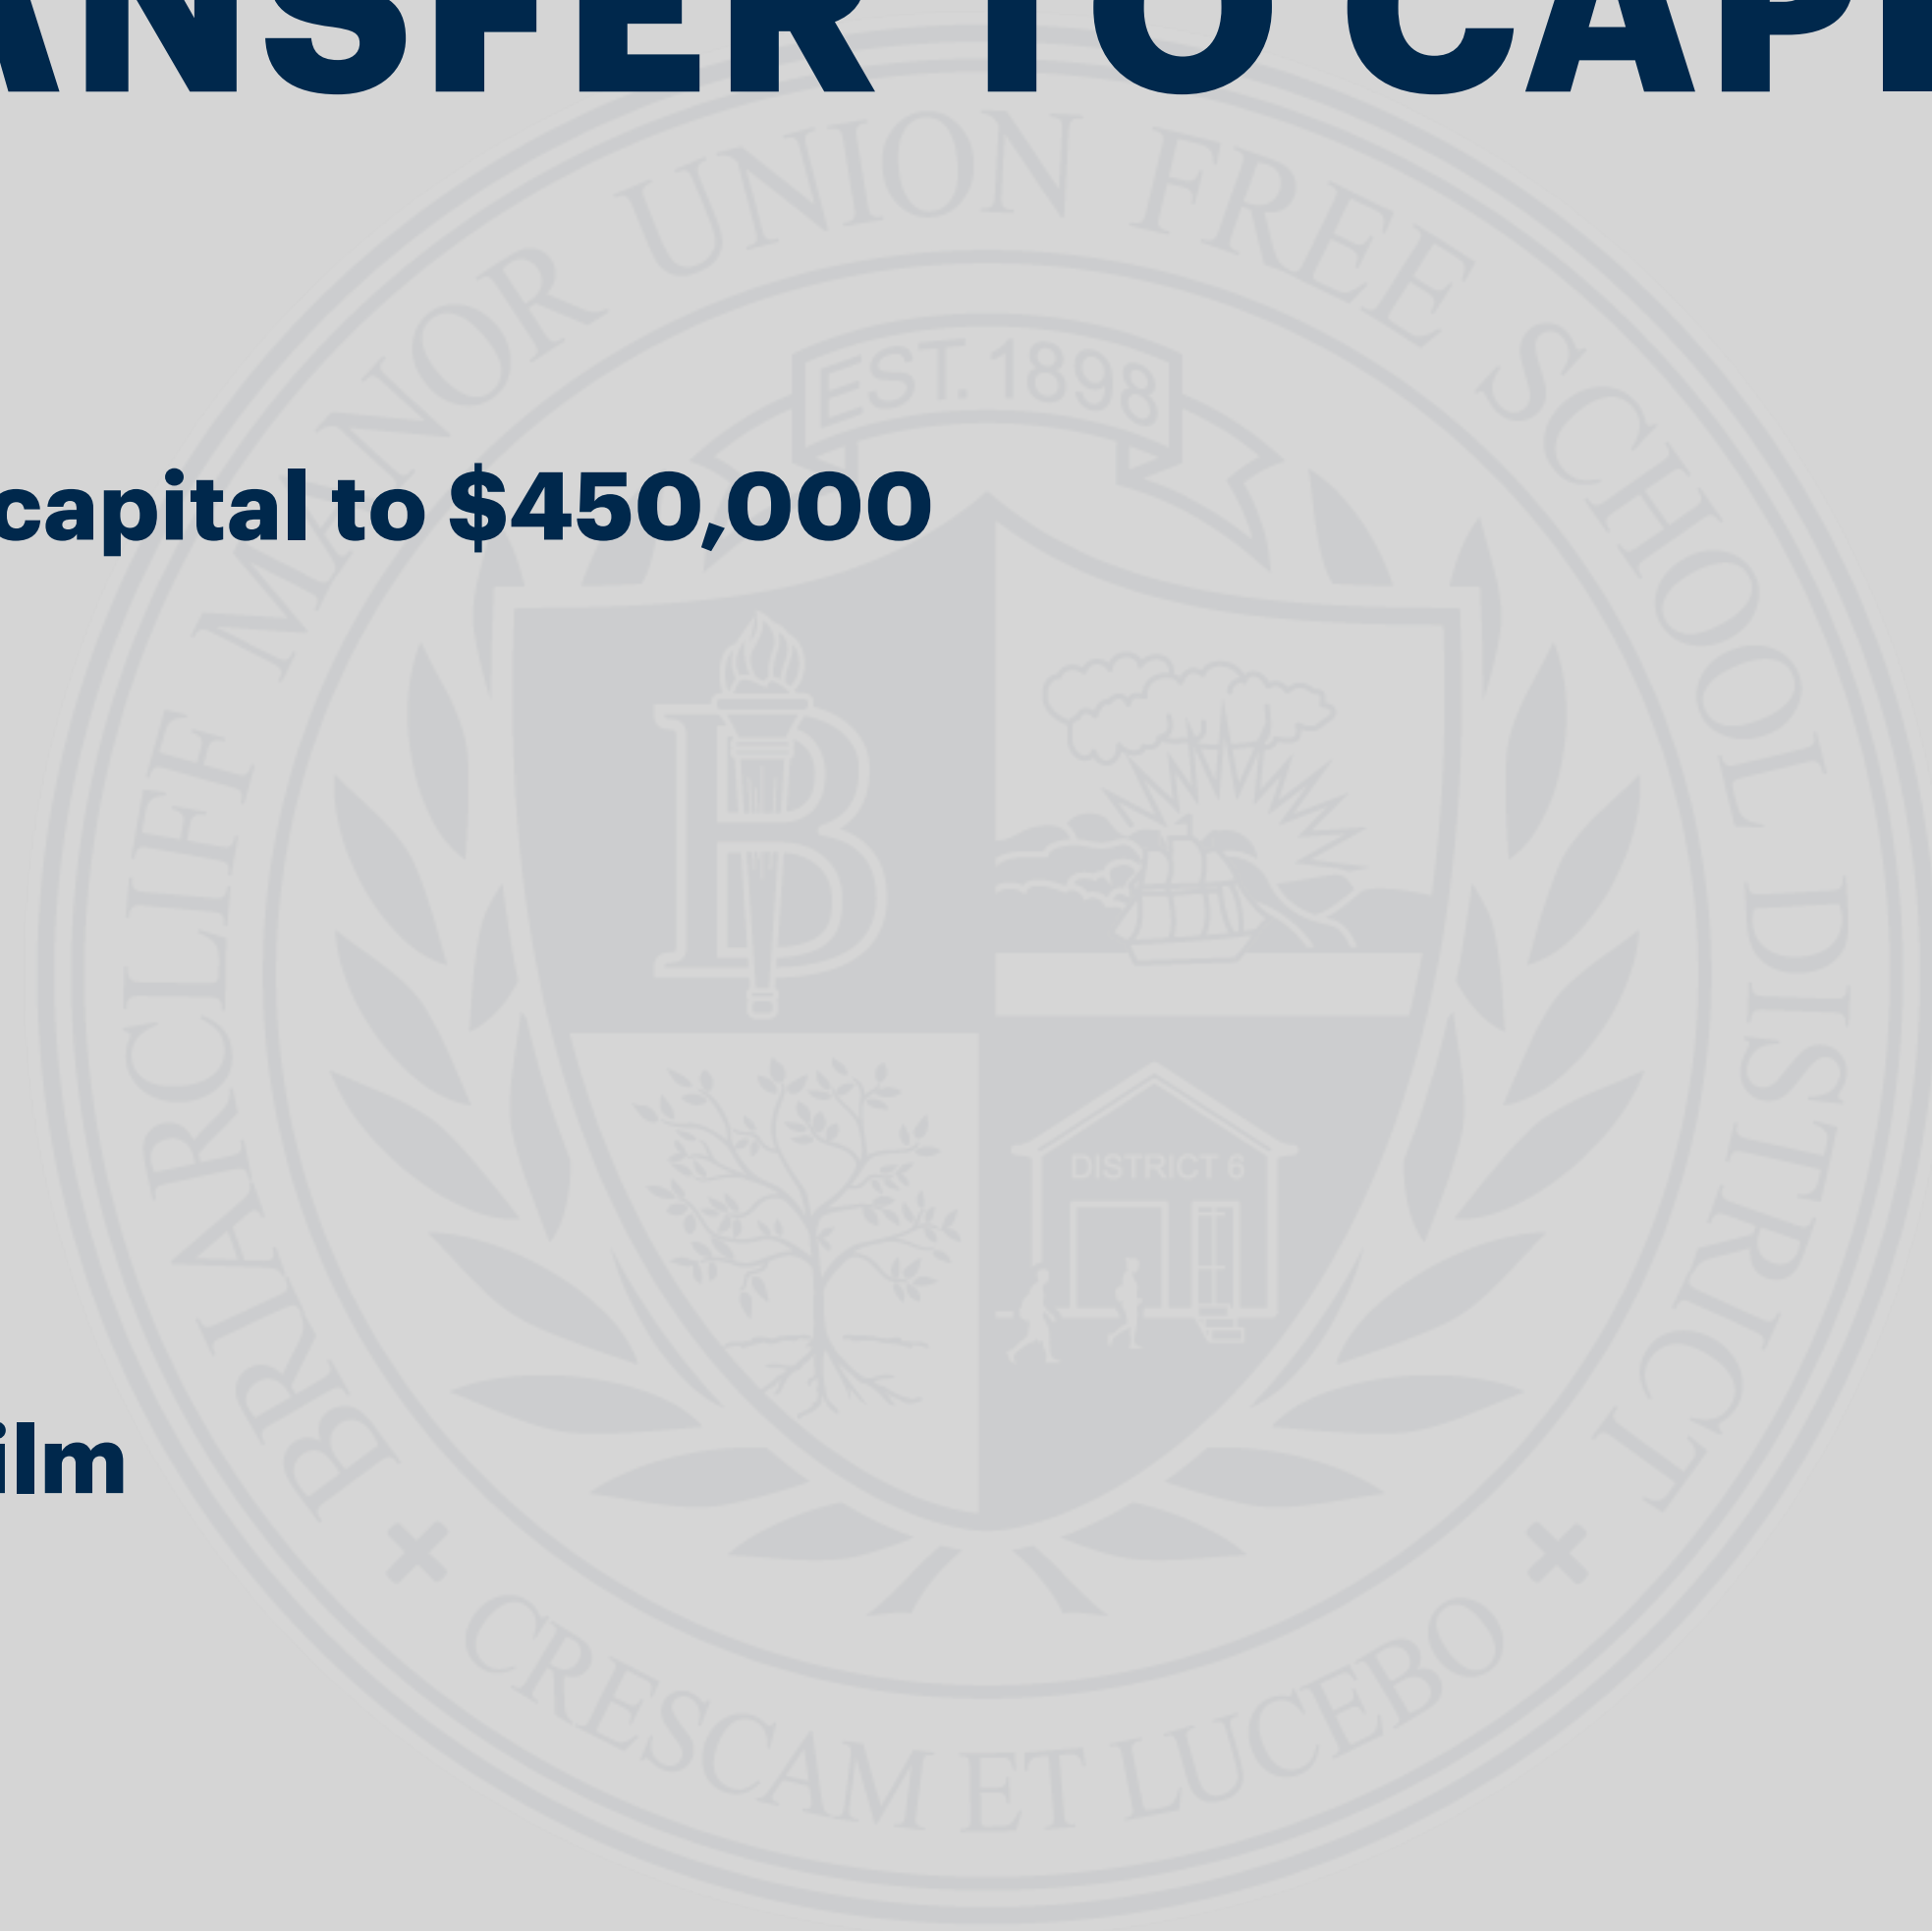 ANSFER TO CAPI
capital to $450,000
ilm
BRIARCLIFF MANOR UNION FREE SCHOOL DISTRICT
EST. 1898
B
DISTRICT 6
CRESCAM ET LUCEBO